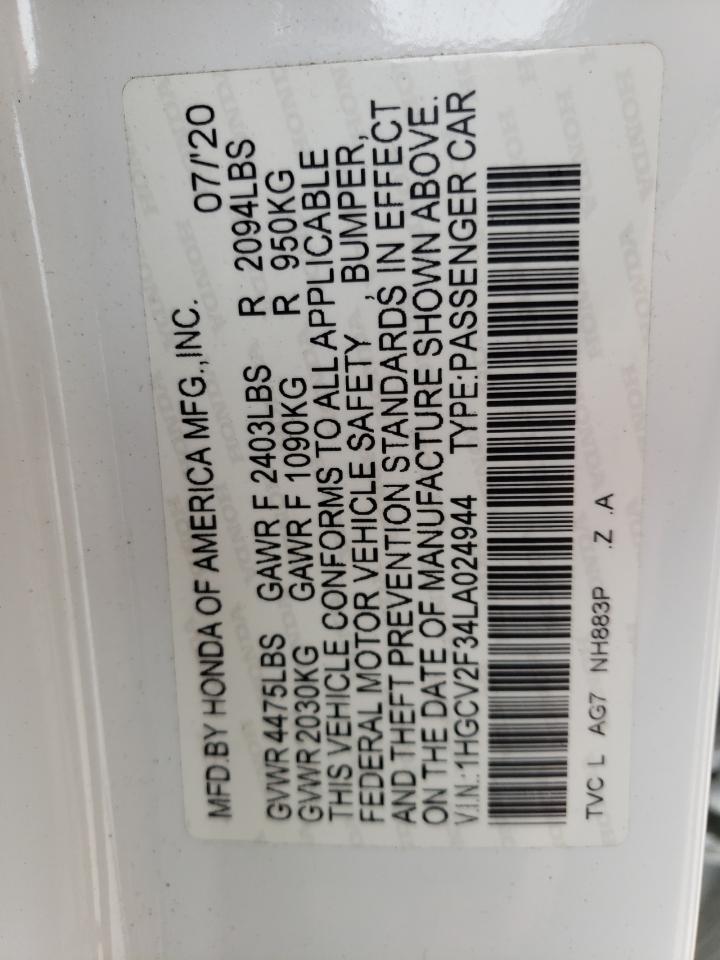 MFD.BY HONDA OF AMERICA MFG.,INC. 07/'20
GVWR 4475LBS GAWR F 2403LBS R 2094LBS
GVWR 2030KG GAWR F 1090KG R 950KG
THIS VEHICLE CONFORMS TO ALL APPLICABLE
FEDERAL MOTOR VEHICLE SAFETY , BUMPER,
AND THEFT PREVENTION STANDARDS IN EFFECT
ON THE DATE OF MANUFACTURE SHOWN ABOVE.
V.I.N.:1HGCV2F34LA024944 TYPE:PASSENGER CAR
TVC L AG7 NH883P .Z .A